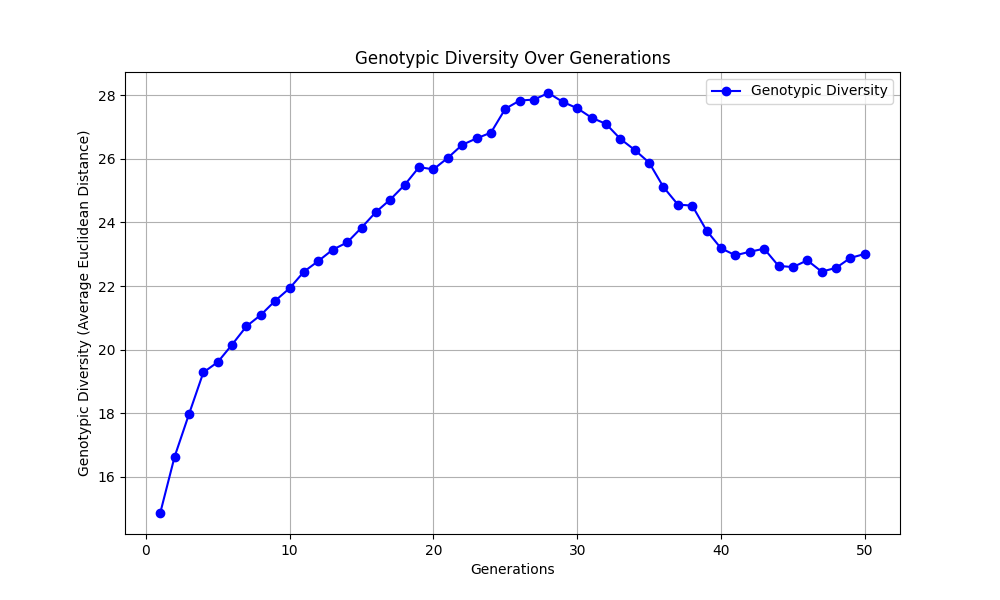 Genotypic Diversity Over Generations
Genotypic Diversity
Genotypic Diversity (Average Euclidean Distance)
28
26
24
22
20
18
16
0 10 20 30 40 50
Generations